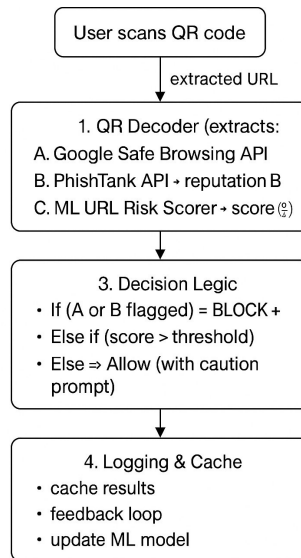 User scans QR code
extracted URL
1. QR Decoder (extracts:
A. Google Safe Browsing API
B. PhishTank API → reputation B
C. ML URL Risk Scorer → score
3. Decision Logic
• If (A or B flagged) = BLOCK +
• Else if (score > threshold)
• Else ⇒ Allow (with caution
prompt)
4. Logging & Cache
• cache results
• feedback loop
• update ML model